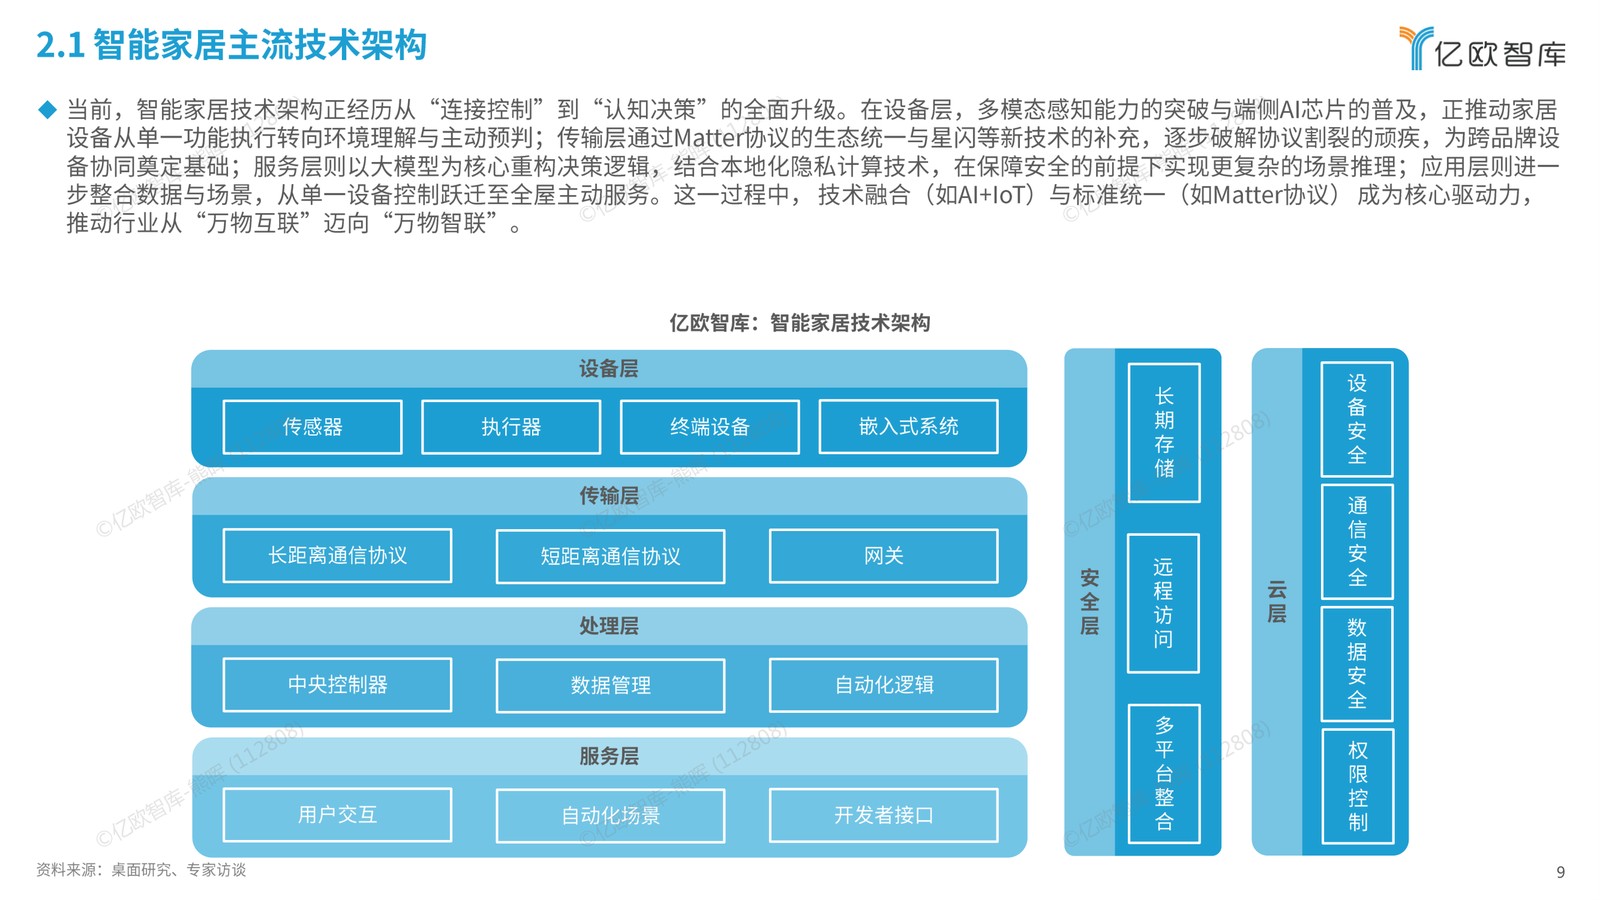 2.1 智能家居主流技术架构
亿欧智库
当前，智能家居技术架构正经历从“连接控制”到“认知决策”的全面升级。在设备层，多模态感知能力的突破与端侧AI芯片的普及，正推动家居
设备从单一功能执行转向环境理解与主动预判；传输层通过Matter协议的生态统一与星闪等新技术的补充，逐步破解协议割裂的顽疾，为跨品牌设
备协同奠定基础；服务层则以大模型为核心重构决策逻辑，结合本地化隐私计算技术，在保障安全的前提下实现更复杂的场景推理；应用层则进一
步整合数据与场景，从单一设备控制跃迁至全屋主动服务。这一过程中，技术融合（如AI+IoT）与标准统一（如Matter协议） 成为核心驱动力，
推动行业从“万物互联”迈向“万物智联”。
亿欧智库：智能家居技术架构
设备层
传感器
执行器
终端设备
嵌入式系统
传输层
长距离通信协议
短距离通信协议
网关
处理层
中央控制器
数据管理
自动化逻辑
服务层
用户交互
自动化场景
开发者接口
安全层
长期存储
远程访问
多平台整合
云层
设备安全
通信安全
数据安全
权限控制
©亿欧智库-熊晖 (112808)
资料来源：桌面研究、专家访谈
9